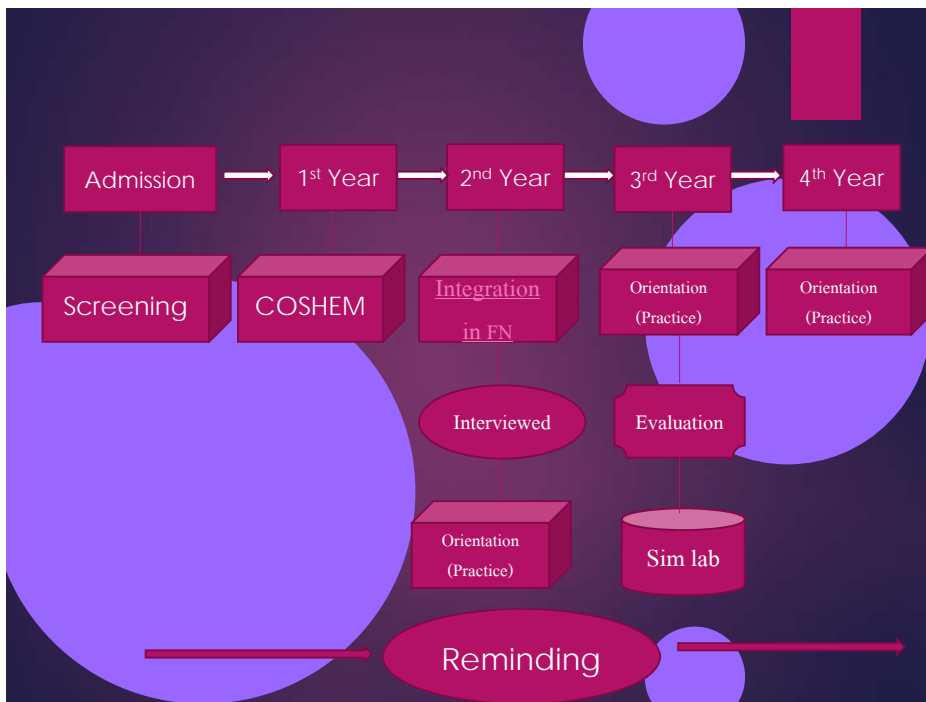 Admission
1st Year
2nd Year
3rd Year
4th Year
Screening
COSHEM
Integration
in FN
Orientation
(Practice)
Orientation
(Practice)
Interviewed
Evaluation
Orientation
(Practice)
Sim lab
Reminding